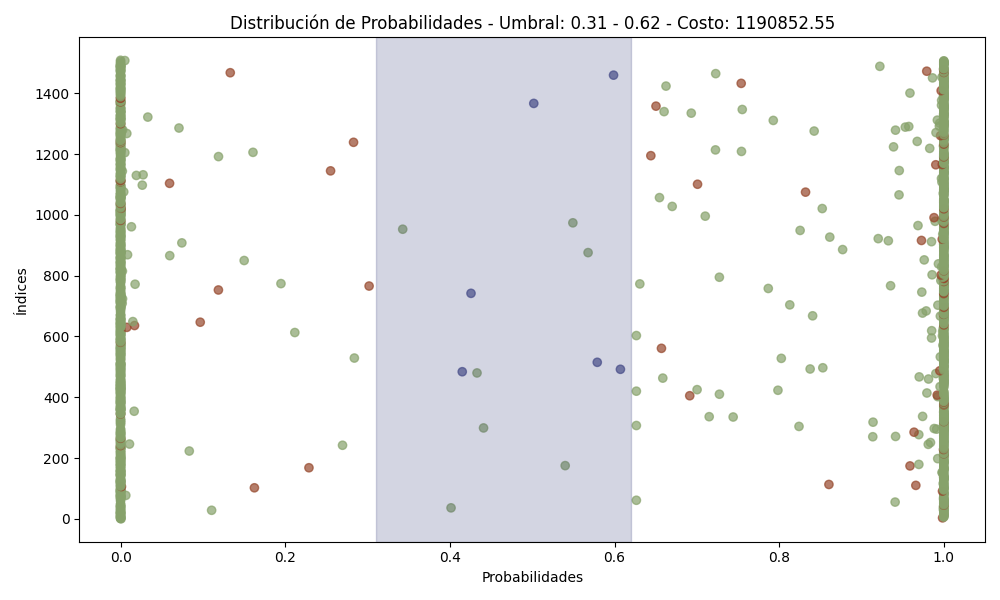 Distribución de Probabilidades - Umbral: 0.31 - 0.62 - Costo: 1190852.55
1400
1200
1000
800
600
400
200
0
Índices
0.0 0.2 0.4 0.6 0.8 1.0
Probabilidades